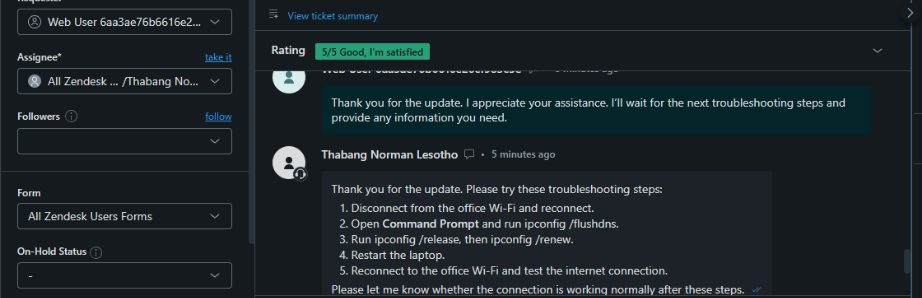 Web User 6aa3ae76b6616e2...
Assignee*
take it
All Zendesk ... /Thabang No...
Followers
follow
Form
All Zendesk Users Forms
On-Hold Status
-
View ticket summary
Rating
5/5 Good, I'm satisfied
Thank you for the update. I appreciate your assistance. I'll wait for the next troubleshooting steps and
provide any information you need.
Thabang Norman Lesotho • 5 minutes ago
Thank you for the update. Please try these troubleshooting steps:
1. Disconnect from the office Wi-Fi and reconnect.
2. Open Command Prompt and run ipconfig /flushdns.
3. Run ipconfig /release, then ipconfig /renew.
4. Restart the laptop.
5. Reconnect to the office Wi-Fi and test the internet connection.
Please let me know whether the connection is working normally after these steps.